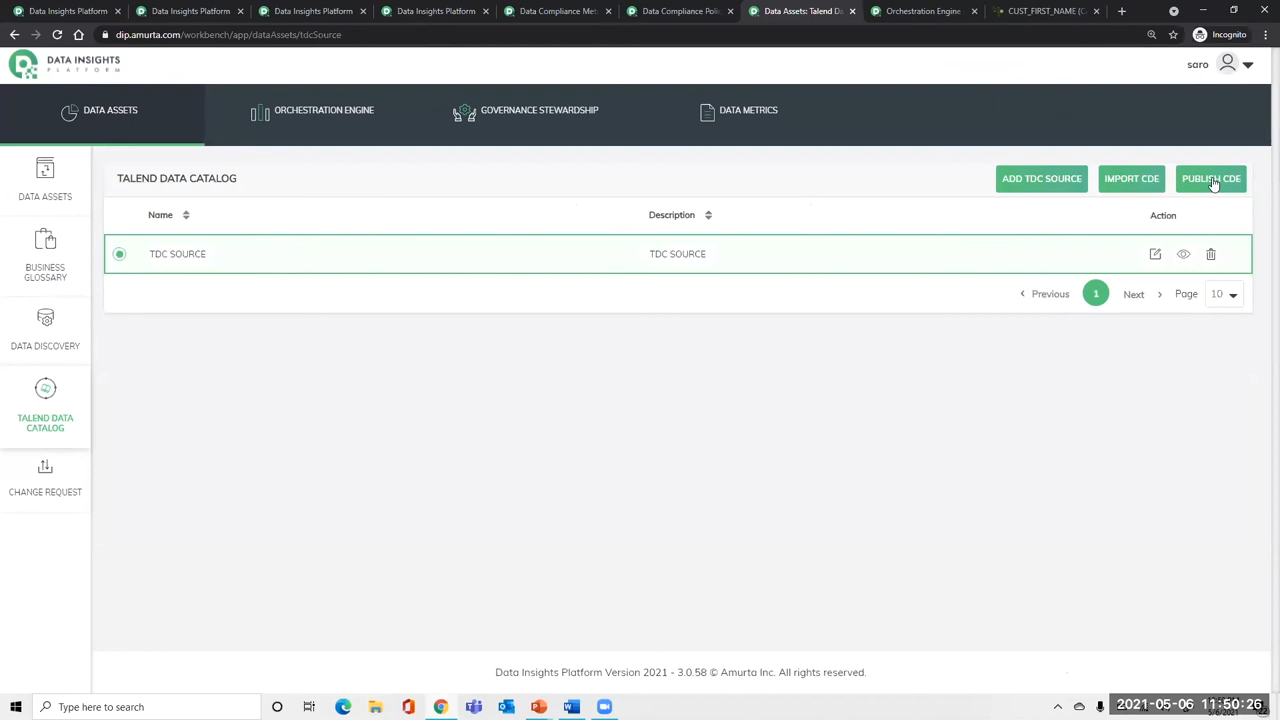 Data Insights Platform
Data Insights Platform
Data Insights Platform
Data Insights Platform
Data Compliance Met
Data Compliance Polic
Data Assets: Talend Da
Orchestration Engine
CUST_FIRST_NAME (C
dip.amurta.com/workbench/app/dataAssets/tdcSource
Incognito
DATA INSIGHTS
PLATFORM
saro
DATA ASSETS
ORCHESTRATION ENGINE
GOVERNANCE STEWARDSHIP
DATA METRICS
DATA ASSETS
BUSINESS
GLOSSARY
DATA DISCOVERY
TALEND DATA
CATALOG
CHANGE REQUEST
TALEND DATA CATALOG
ADD TDC SOURCE
IMPORT CDE
PUBLISH CDE
Name
Description
Action
TDC SOURCE
TDC SOURCE
Previous
1
Next
Page
10
Data Insights Platform Version 2021 - 3.0.58 © Amurta Inc. All rights reserved.
Type here to search
2021-05-06 11:50:26